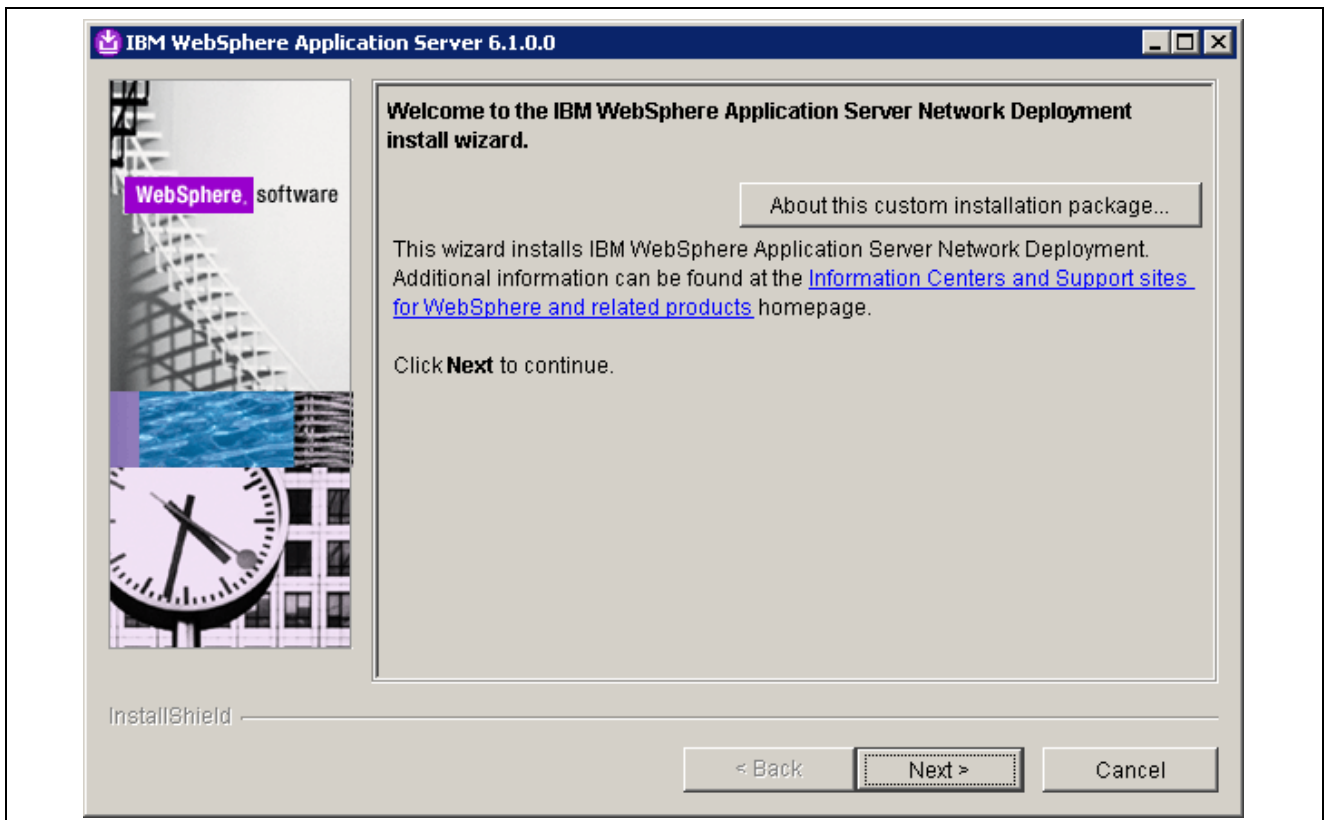 IBM WebSphere Application Server 6.1.0.0
WebSphere. software
Welcome to the IBM WebSphere Application Server Network Deployment
install wizard.
About this custom installation package...
This wizard installs IBM WebSphere Application Server Network Deployment.
Additional information can be found at the Information Centers and Support sites
for WebSphere and related products homepage.
Click Next to continue.
InstallShield
< Back
Next >
Cancel